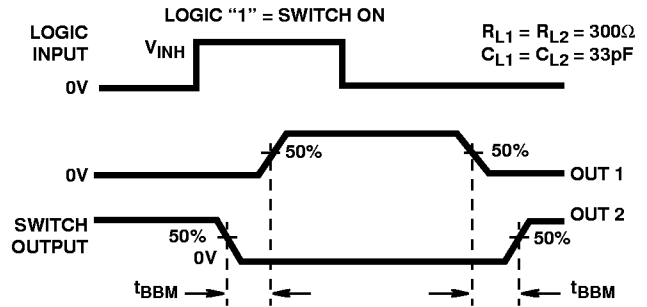 LOGIC "1" = SWITCH ON
LOGIC
INPUT
VINH
0V
RL1 = RL2 = 300Ω
CL1 = CL2 = 33pF
50%
50%
0V
OUT 1
SWITCH
OUTPUT
OUT 2
50%
0V
50%
tBBM
tBBM